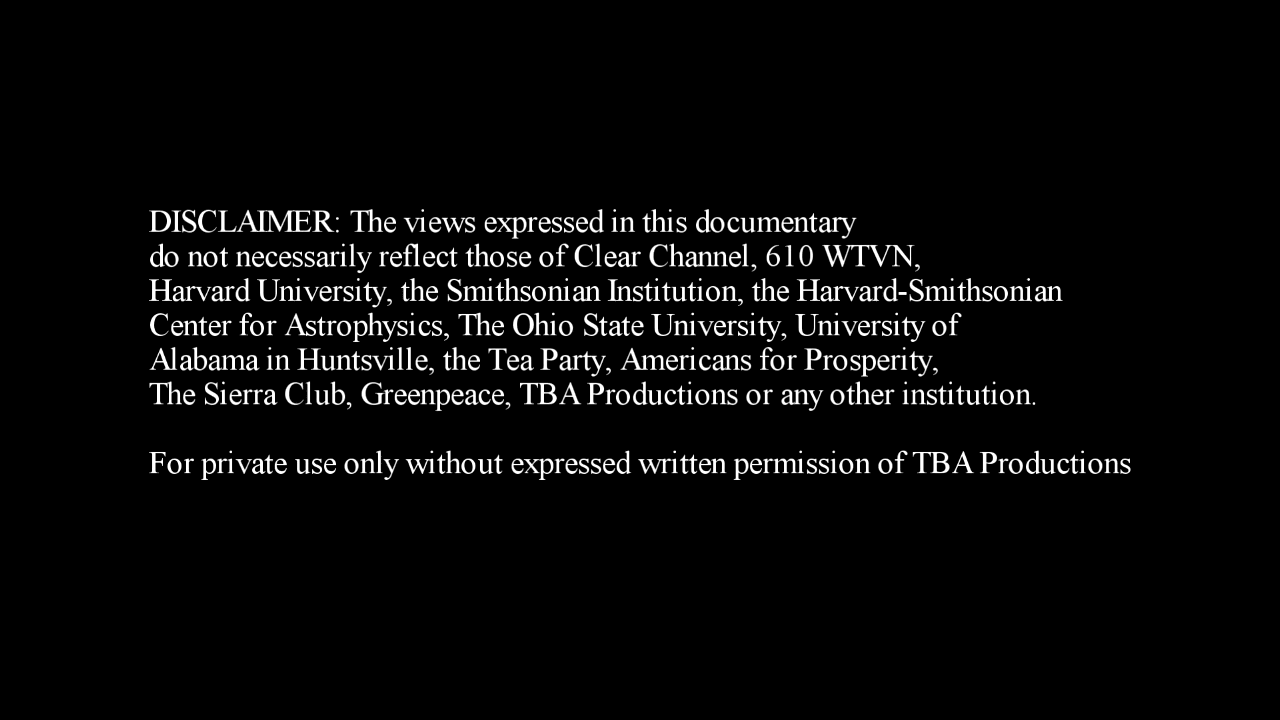 DISCLAIMER: The views expressed in this documentary
do not necessarily reflect those of Clear Channel, 610 WTVN,
Harvard University, the Smithsonian Institution, the Harvard-Smithsonian
Center for Astrophysics, The Ohio State University, University of
Alabama in Huntsville, the Tea Party, Americans for Prosperity,
The Sierra Club, Greenpeace, TBA Productions or any other institution.
For private use only without expressed written permission of TBA Productions